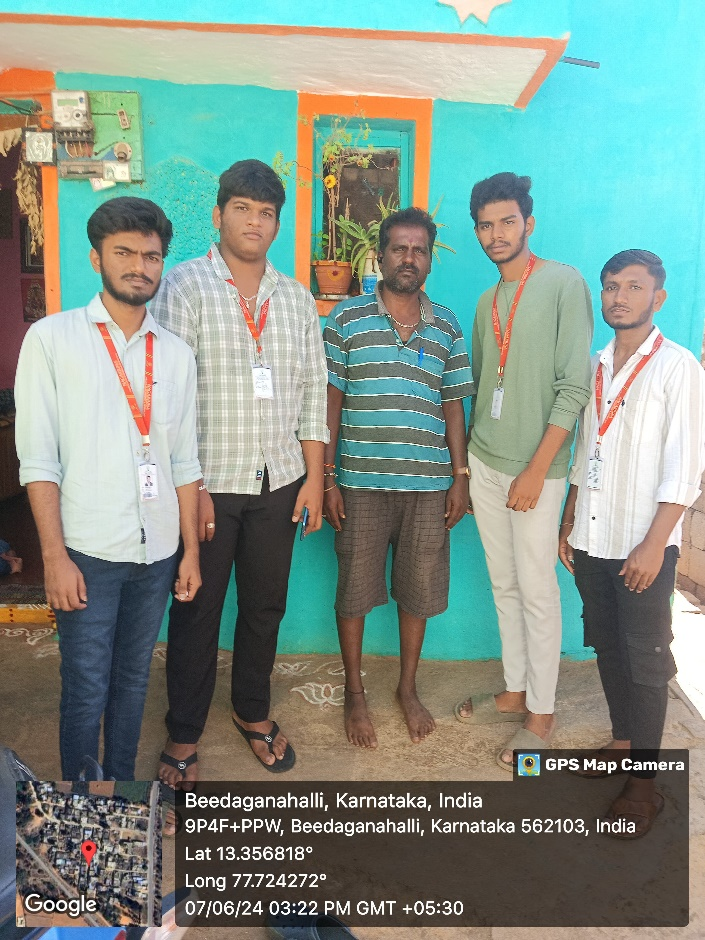 GPS Map Camera
Beedaganahalli, Karnataka, India
9P4F+PPW, Beedaganahalli, Karnataka 562103, India
Lat 13.356818°
Long 77.724272°
07/06/24 03:22 PM GMT +05:30
Google